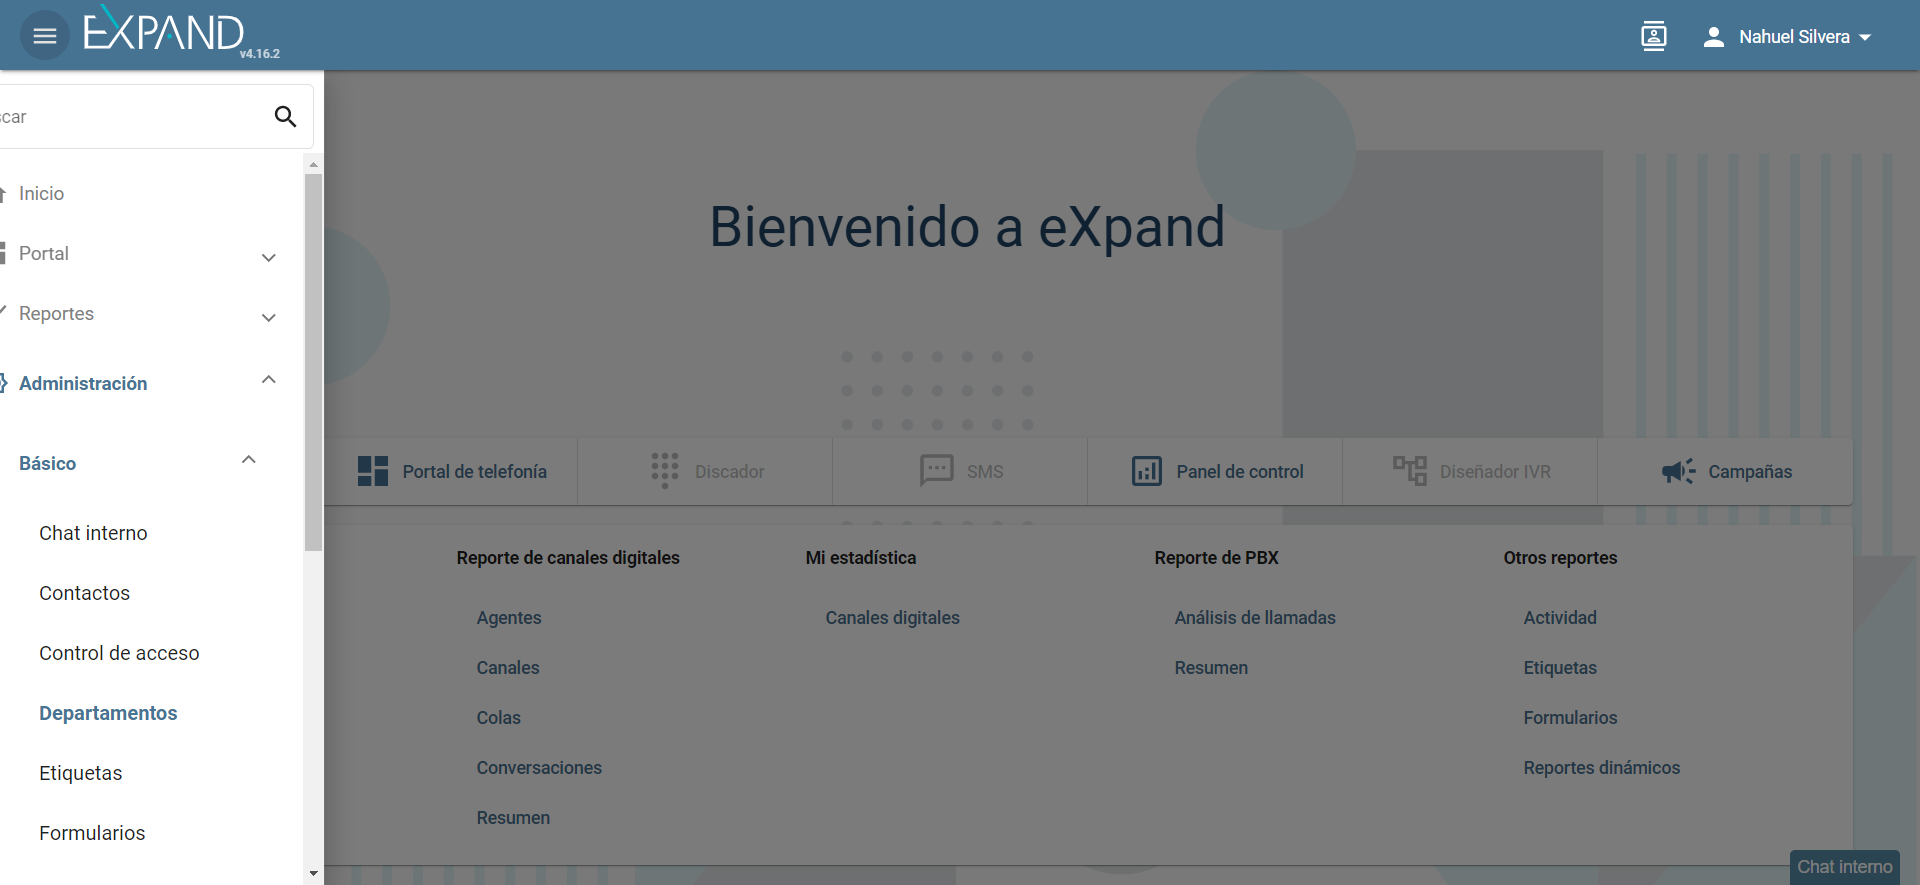 EXPAND
v4.16.2
Nahuel Silvera
scar
Inicio
Portal
Reportes
Administración
Básico
Chat interno
Contactos
Control de acceso
Departamentos
Etiquetas
Formularios
Bienvenido a eXpand
Portal de telefonía
Discador
SMS
Panel de control
Diseñador IVR
Campañas
Reporte de canales digitales
Agentes
Canales
Colas
Conversaciones
Resumen
Mi estadística
Canales digitales
Reporte de PBX
Análisis de llamadas
Resumen
Otros reportes
Actividad
Etiquetas
Formularios
Reportes dinámicos
Chat interno